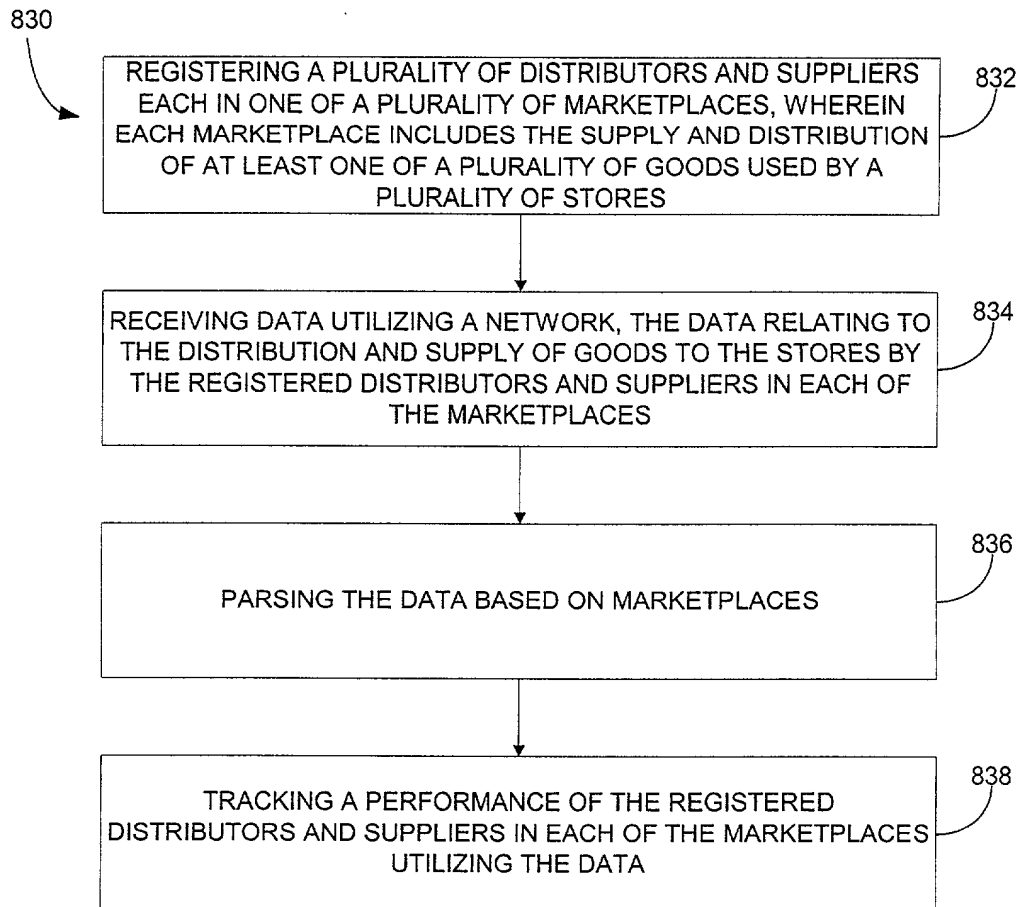 830
REGISTERING A PLURALITY OF DISTRIBUTORS AND SUPPLIERS
EACH IN ONE OF A PLURALITY OF MARKETPLACES, WHEREIN
EACH MARKETPLACE INCLUDES THE SUPPLY AND DISTRIBUTION
OF AT LEAST ONE OF A PLURALITY OF GOODS USED BY A
PLURALITY OF STORES
832
RECEIVING DATA UTILIZING A NETWORK, THE DATA RELATING TO
THE DISTRIBUTION AND SUPPLY OF GOODS TO THE STORES BY
THE REGISTERED DISTRIBUTORS AND SUPPLIERS IN EACH OF
THE MARKETPLACES
834
PARSING THE DATA BASED ON MARKETPLACES
836
TRACKING A PERFORMANCE OF THE REGISTERED
DISTRIBUTORS AND SUPPLIERS IN EACH OF THE MARKETPLACES
UTILIZING THE DATA
838